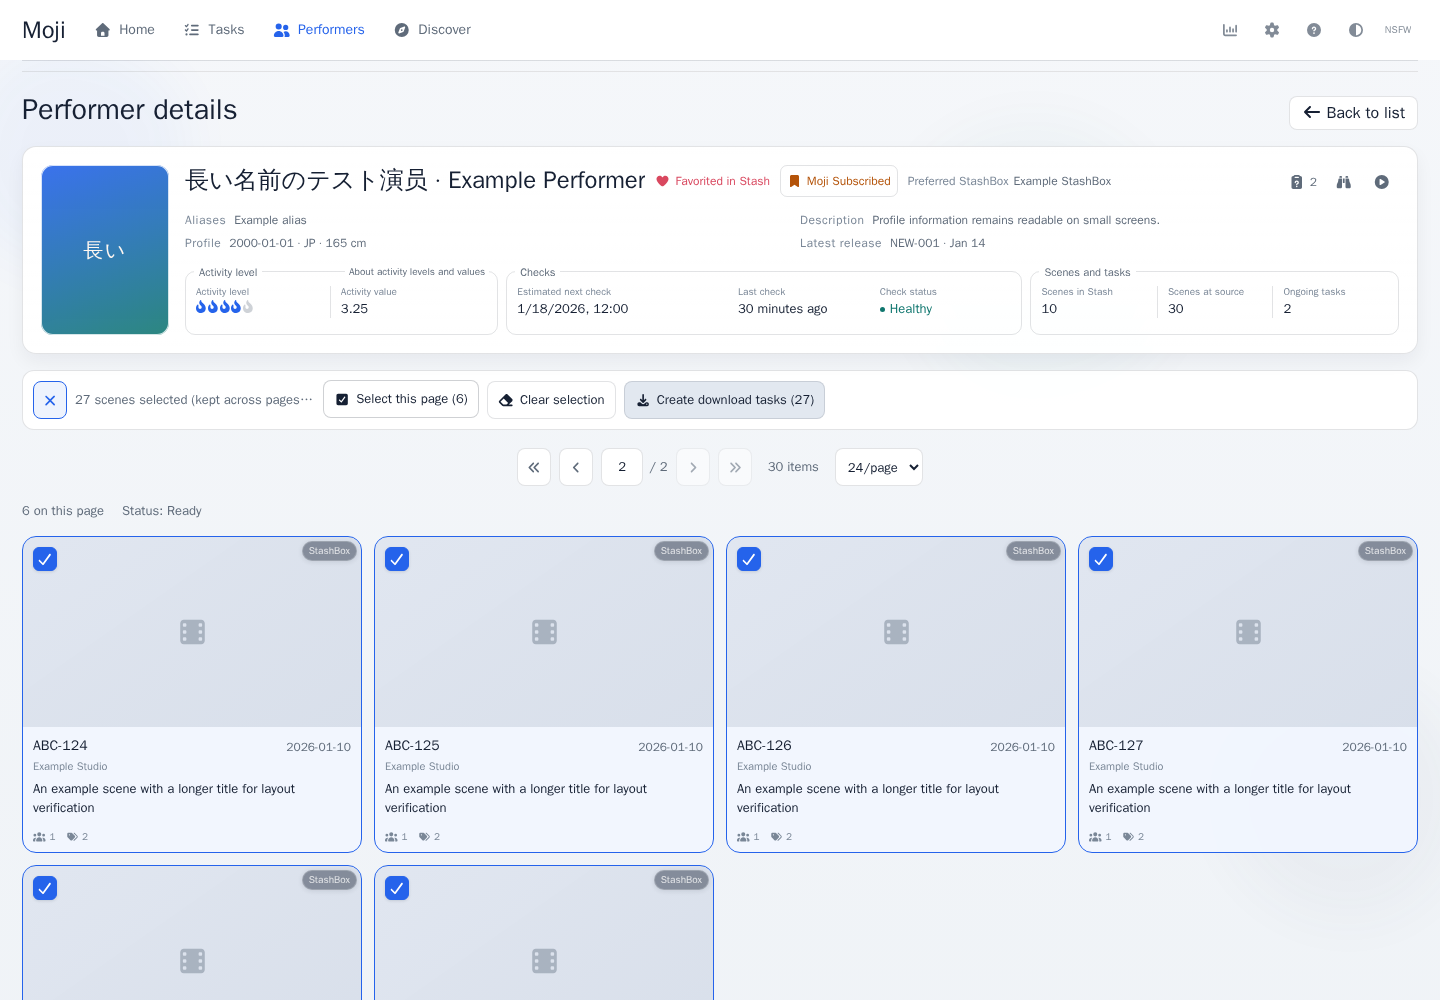 Moji Home Tasks Performers Discover NSFW
Performer details Back to list
長い
長い名前のテスト演员 · Example Performer Favorited in Stash Moji Subscribed Preferred StashBox Example StashBox 2
Aliases Example alias Description Profile information remains readable on small screens.
Profile 2000-01-01 · JP · 165 cm Latest release NEW-001 · Jan 14
Activity level About activity levels and values Checks Scenes and tasks
Activity level Activity value Estimated next check Last check Check status Scenes in Stash Scenes at source Ongoing tasks
3.25 1/18/2026, 12:00 30 minutes ago Healthy 10 30 2
27 scenes selected (kept across pages… Select this page (6) Clear selection Create download tasks (27)
2 / 2 30 items 24/page
6 on this page Status: Ready
StashBox StashBox StashBox StashBox
ABC-124 2026-01-10 ABC-125 2026-01-10 ABC-126 2026-01-10 ABC-127 2026-01-10
Example Studio Example Studio Example Studio Example Studio
An example scene with a longer title for layout An example scene with a longer title for layout An example scene with a longer title for layout An example scene with a longer title for layout
verification verification verification verification
1 2 1 2 1 2 1 2
StashBox StashBox